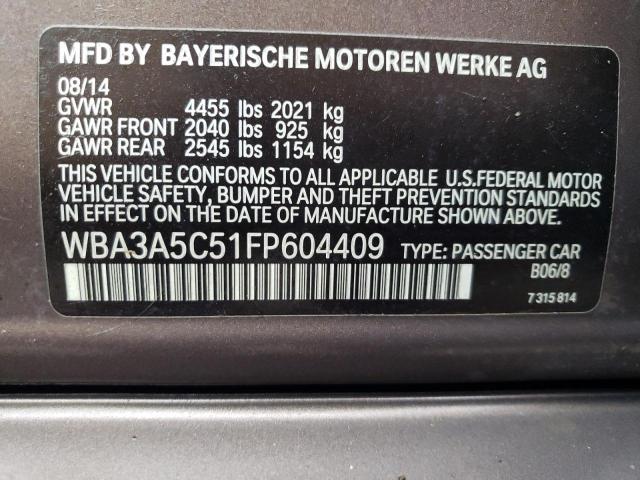 MFD BY BAYERISCHE MOTOREN WERKE AG
08/14
GVWR 4455 lbs 2021 kg
GAWR FRONT 2040 lbs 925 kg
GAWR REAR 2545 lbs 1154 kg
THIS VEHICLE CONFORMS TO ALL APPLICABLE U.S.FEDERAL MOTOR
VEHICLE SAFETY, BUMPER AND THEFT PREVENTION STANDARDS
IN EFFECT ON THE DATE OF MANUFACTURE SHOWN ABOVE.
WBA3A5C51FP604409 TYPE: PASSENGER CAR
B06/8
7 315 814